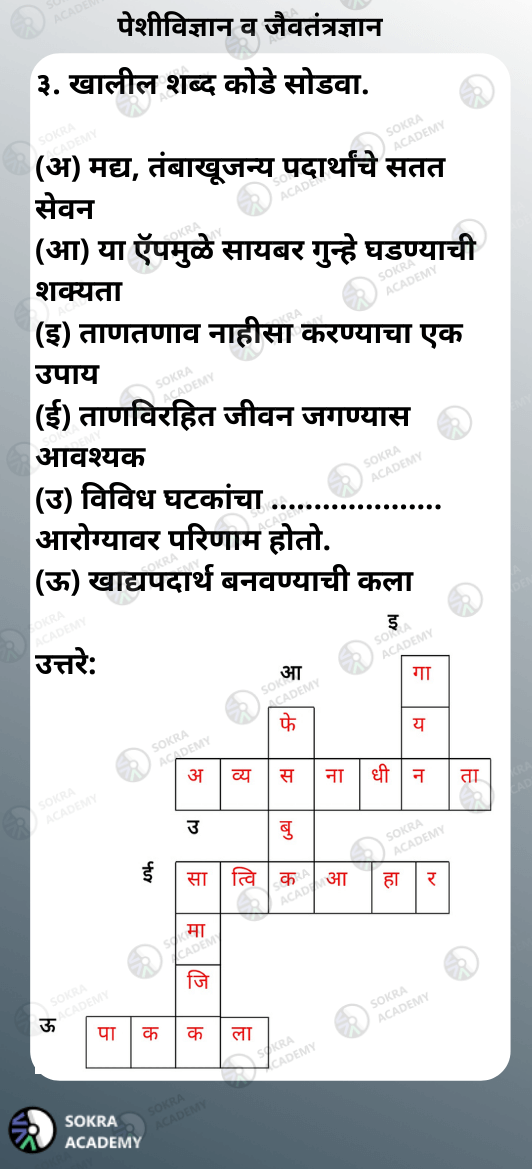 पेशीविज्ञान व जैवतंत्रज्ञान
३. खालील शब्द कोडे सोडवा.
(अ) मद्य, तंबाखूजन्य पदार्थांचे सतत
सेवन
(आ) या ऍपमुळे सायबर गुन्हे घडण्याची
शक्यता
(इ) ताणतणाव नाहीसा करण्याचा एक
उपाय
(ई) ताणविरहित जीवन जगण्यास
आवश्यक
(उ) विविध घटकांचा ....................
आरोग्यावर परिणाम होतो.
(ऊ) खाद्यपदार्थ बनवण्याची कला
इ
उत्तरे:
आ
गा
फे य
अ व्य स ना धी न ता
उ बु
ई सा त्वि क आ हा र
मा
जि
ऊ पा क क ला
SOKRA
ACADEMY